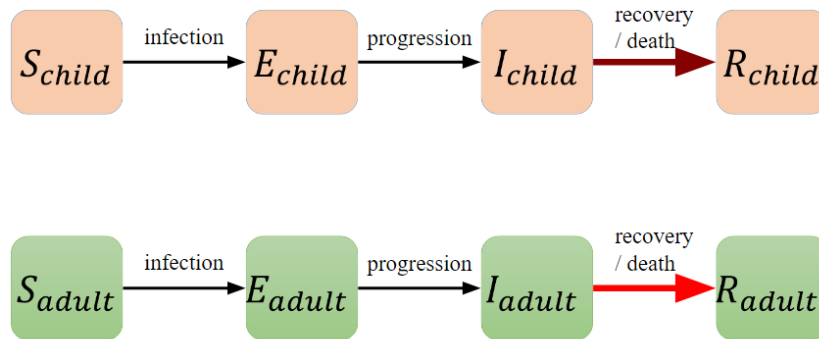 infection progression recovery
/ death
S_child E_child I_child R_child
infection progression recovery
/ death
S_adult E_adult I_adult R_adult